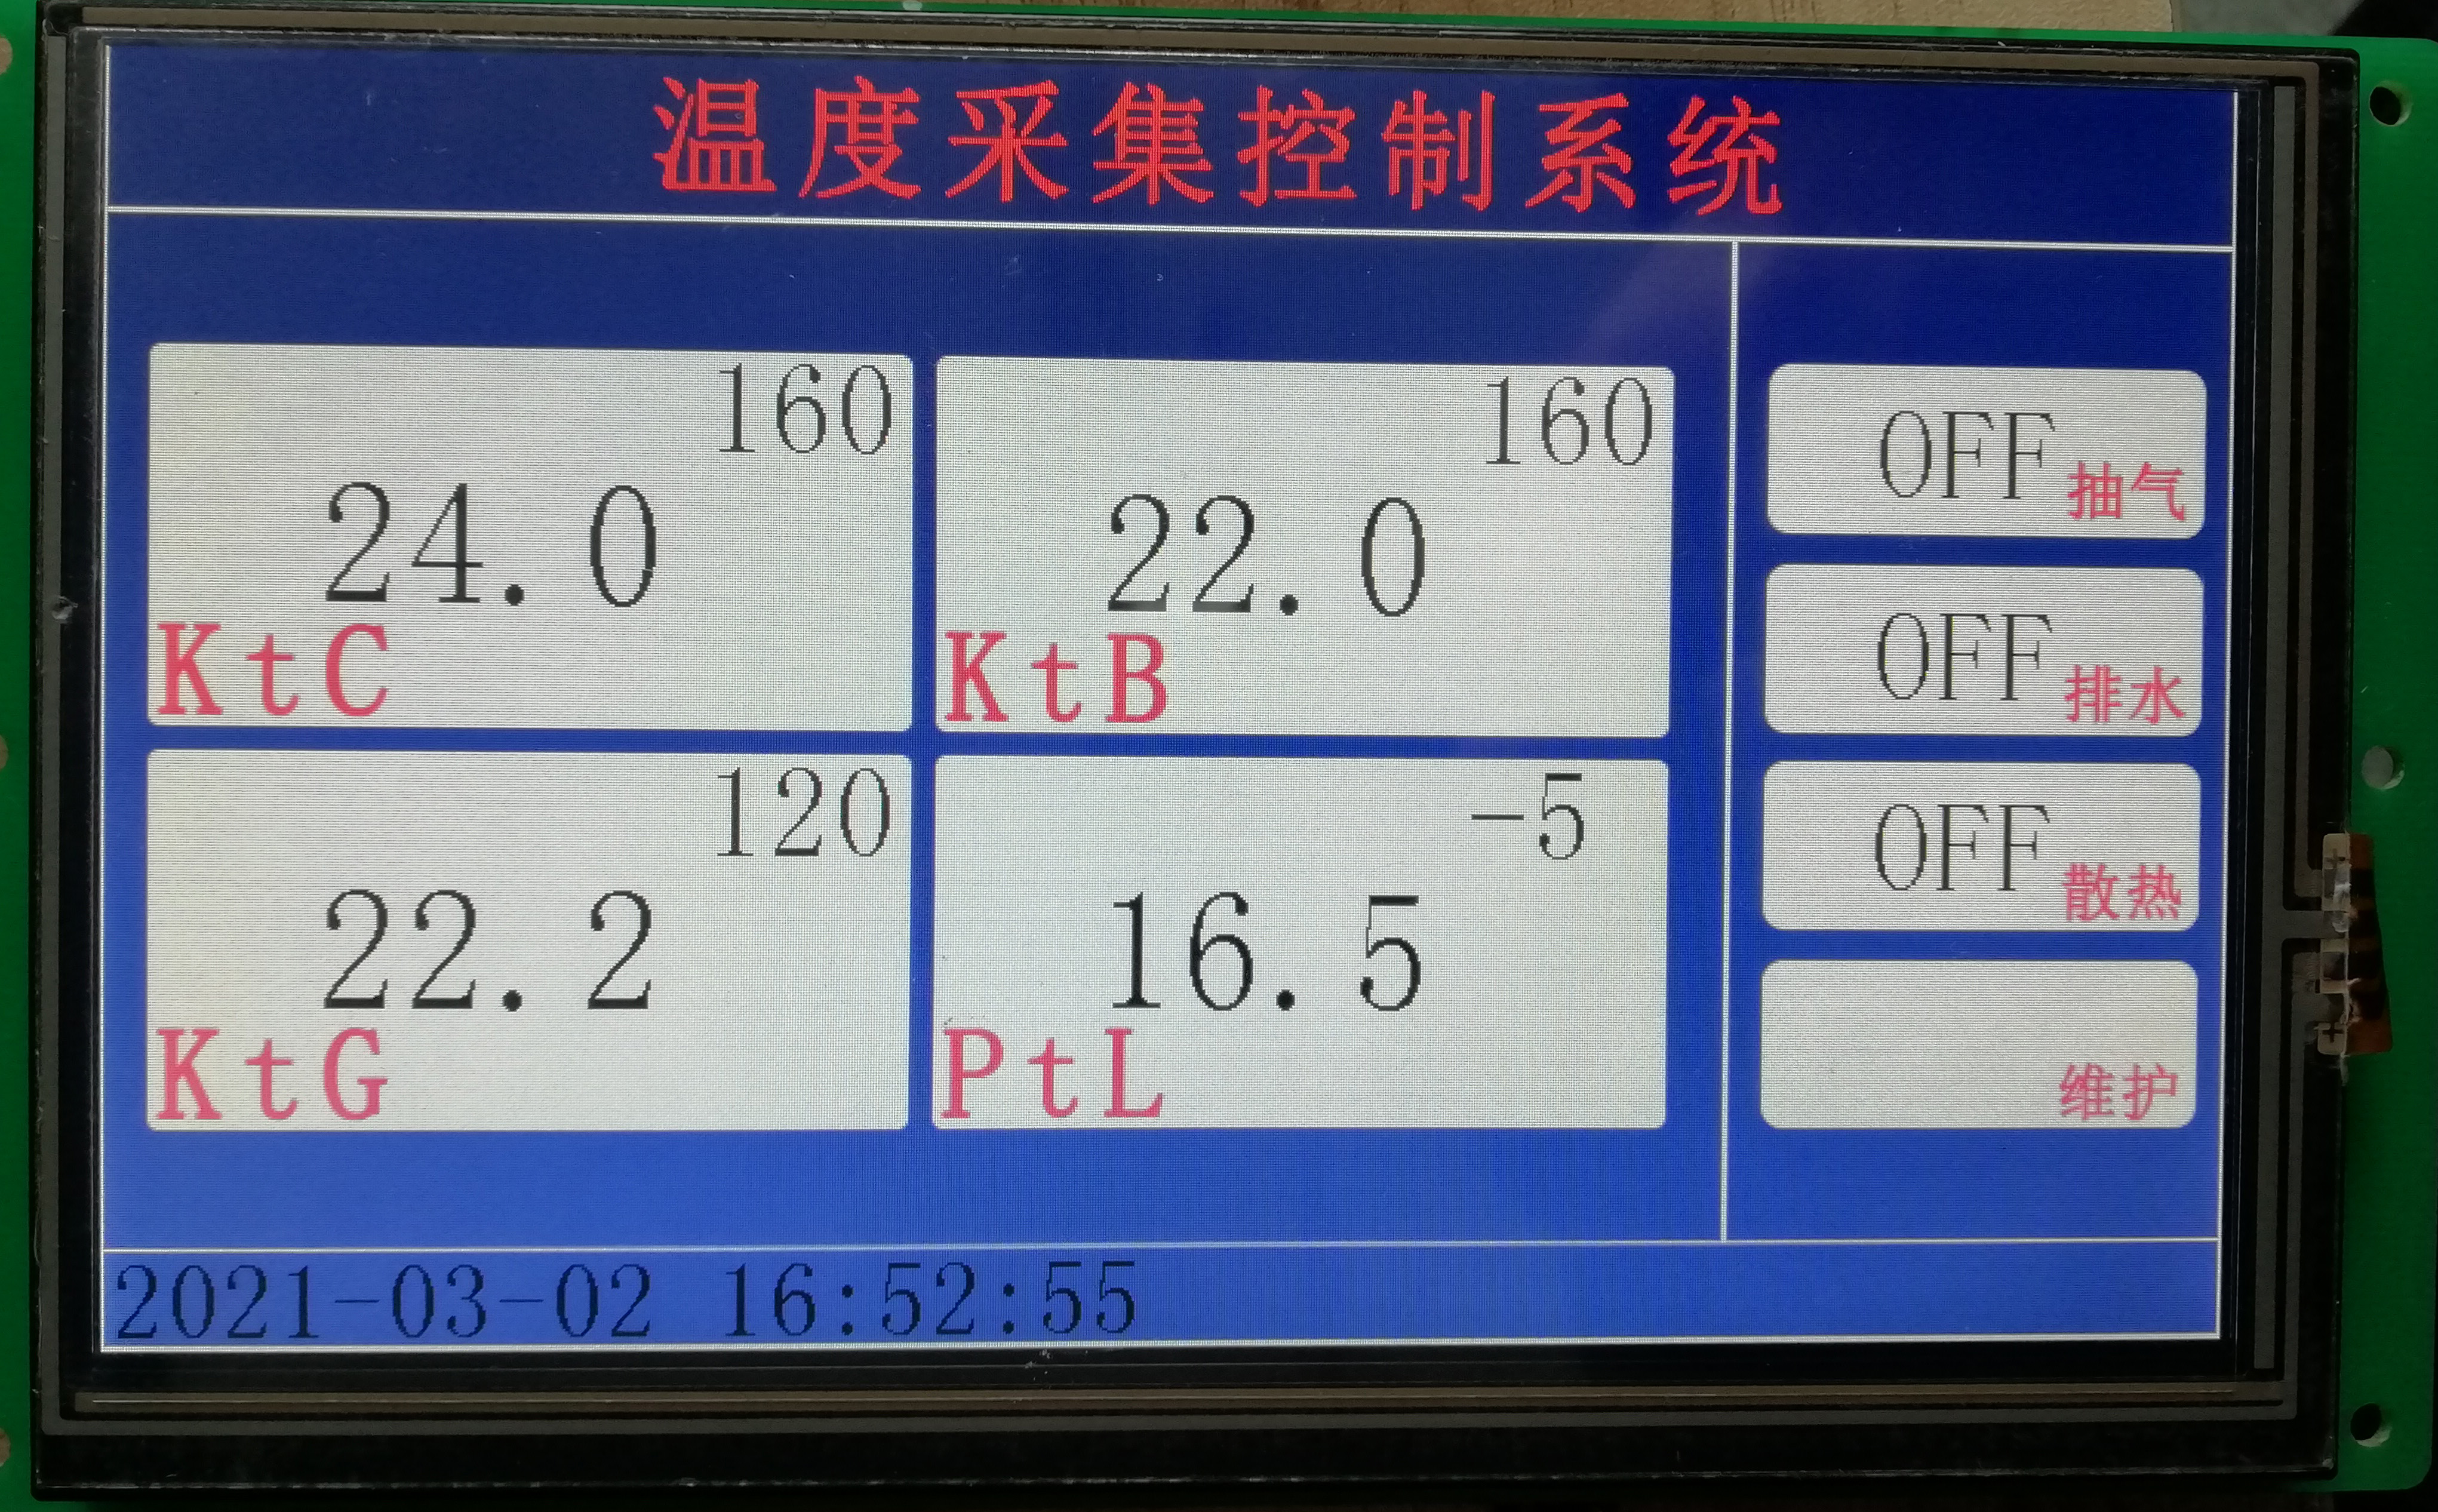 温度采集控制系统
160
24.0
KtC
160
22.0
KtB
120
22.2
KtG
-5
16.5
PtL
OFF 抽气
OFF 排水
OFF 散热
维护
2021-03-02 16:52:55